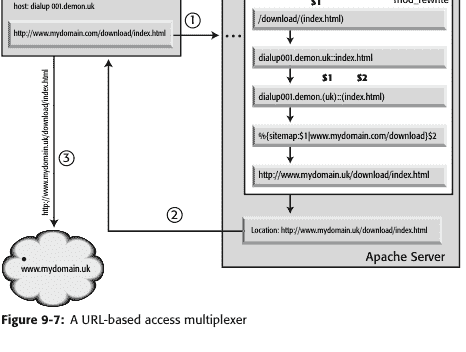 host: dialup 001.demon.uk
http://www.mydomain.com/download/index.html
1
...
$1
mod_rewrite
/download/(index.html)
dialup001.demon.uk::index.html
$1 $2
dialup001.demon.(uk)::(index.html)
%{sitemap:$1|www.mydomain.com/download}$2
http://www.mydomain.uk/download/index.html
Location: http://www.mydomain.uk/download/index.html
Apache Server
2
3
http://www.mydomain.uk/download/index.html
www.mydomain.uk
Figure 9-7: A URL-based access multiplexer